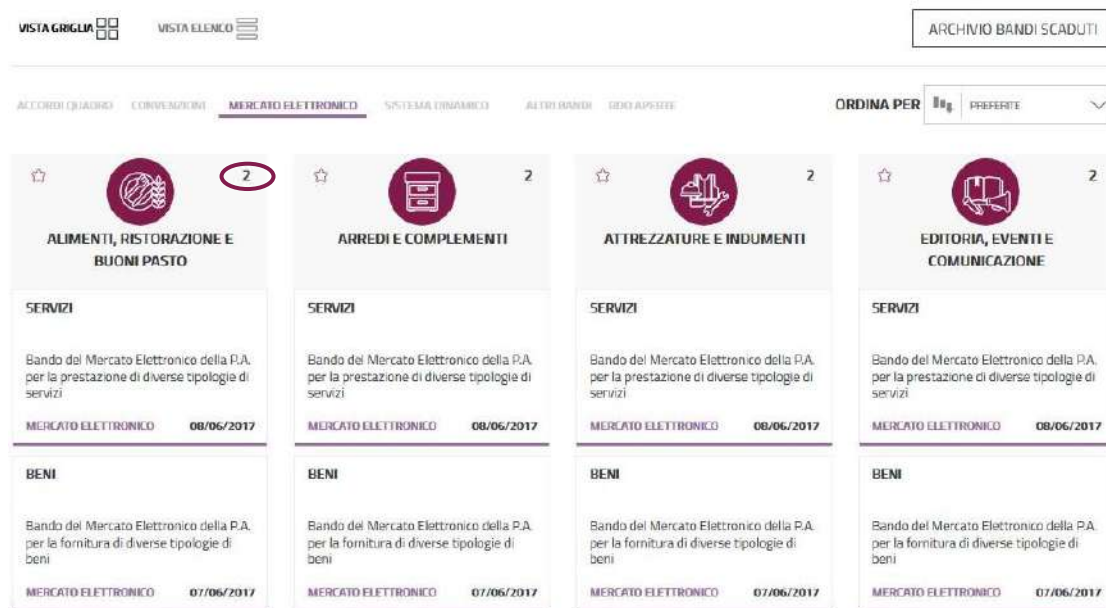 VISTA GRIGLIA VISTA ELENCO ARCHIVIO BANDI SCADUTI
ACCORDI QUADRO CONVENZIONI MERCATO ELETTRONICO SISTEMA DINAMICO ALTRI BANDI RDO APERTE ORDINA PER PREFERITE
2 2 2 2
ALIMENTI, RISTORAZIONE E
BUONI PASTO
ARREDI E COMPLEMENTI
ATTREZZATURE E INDUMENTI
EDITORIA, EVENTI E
COMUNICAZIONE
SERVIZI
Bando del Mercato Elettronico della P.A.
per la prestazione di diverse tipologie di
servizi
MERCATO ELETTRONICO 08/06/2017
SERVIZI
Bando del Mercato Elettronico della P.A.
per la prestazione di diverse tipologie di
servizi
MERCATO ELETTRONICO 08/06/2017
SERVIZI
Bando del Mercato Elettronico della P.A.
per la prestazione di diverse tipologie di
servizi
MERCATO ELETTRONICO 08/06/2017
SERVIZI
Bando del Mercato Elettronico della P.A.
per la prestazione di diverse tipologie di
servizi
MERCATO ELETTRONICO 08/06/2017
BENI
Bando del Mercato Elettronico della P.A.
per la fornitura di diverse tipologie di
beni
MERCATO ELETTRONICO 07/06/2017
BENI
Bando del Mercato Elettronico della P.A.
per la fornitura di diverse tipologie di
beni
MERCATO ELETTRONICO 07/06/2017
BENI
Bando del Mercato Elettronico della P.A.
per la fornitura di diverse tipologie di
beni
MERCATO ELETTRONICO 07/06/2017
BENI
Bando del Mercato Elettronico della P.A.
per la fornitura di diverse tipologie di
beni
MERCATO ELETTRONICO 07/06/2017